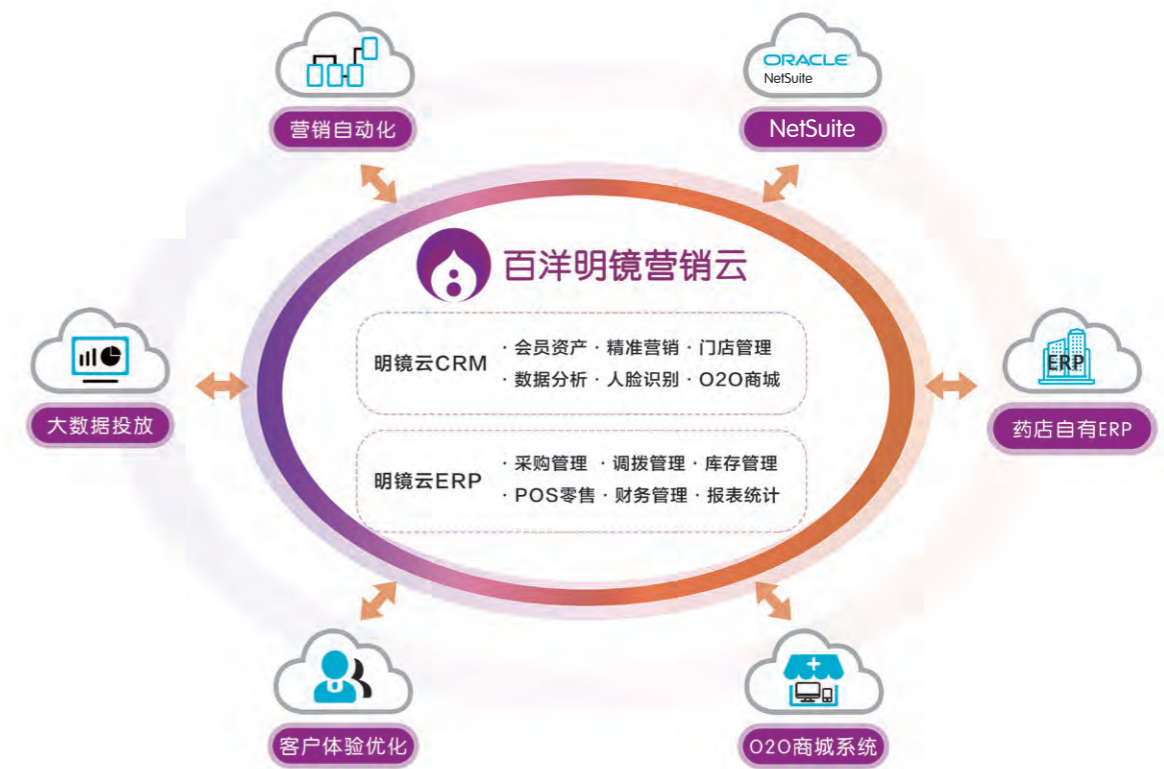 ORACLE
NetSuite
营销自动化
NetSuite
百洋明镜营销云
明镜云CRM
·会员资产·精准营销·门店管理
·数据分析·人脸识别·O2O商城
大数据投放
ERP
药店自有ERP
明镜云ERP
·采购管理·调拨管理·库存管理
·POS零售·财务管理·报表统计
客户体验优化
O2O商城系统